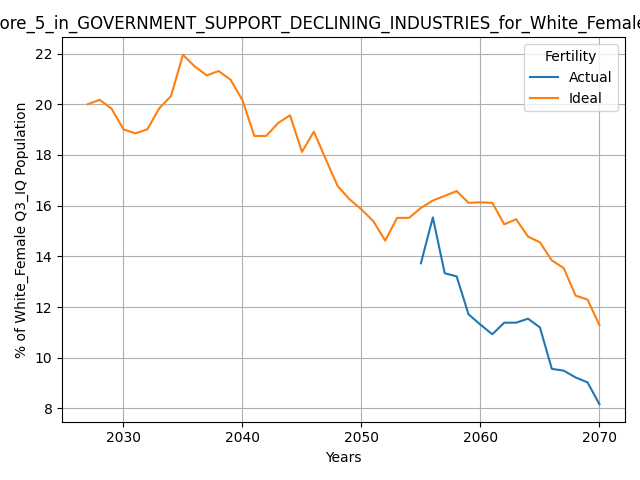 ore_5_in_GOVERNMENT_SUPPORT_DECLINING_INDUSTRIES_for_White_Female
% of White_Female Q3_IQ Population
22
20
18
16
14
12
10
8
Fertility
Actual
Ideal
2030 2040 2050 2060 2070
Years